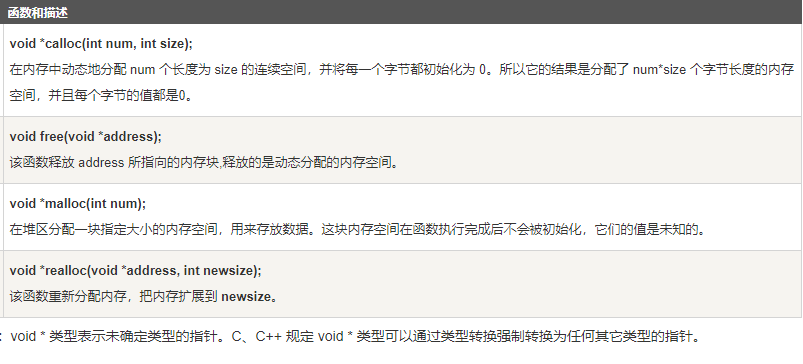 函数和描述
void *calloc(int num, int size);
在内存中动态地分配 num 个长度为 size 的连续空间，并将每一个字节都初始化为 0。所以它的结果是分配了 num*size 个字节长度的内存
空间，并且每个字节的值都是0。
void free(void *address);
该函数释放 address 所指向的内存块,释放的是动态分配的内存空间。
void *malloc(int num);
在堆区分配一块指定大小的内存空间，用来存放数据。这块内存空间在函数执行完成后不会被初始化，它们的值是未知的。
void *realloc(void *address, int newsize);
该函数重新分配内存，把内存扩展到 newsize。
：void * 类型表示未确定类型的指针。C、C++ 规定 void * 类型可以通过类型转换强制转换为任何其它类型的指针。